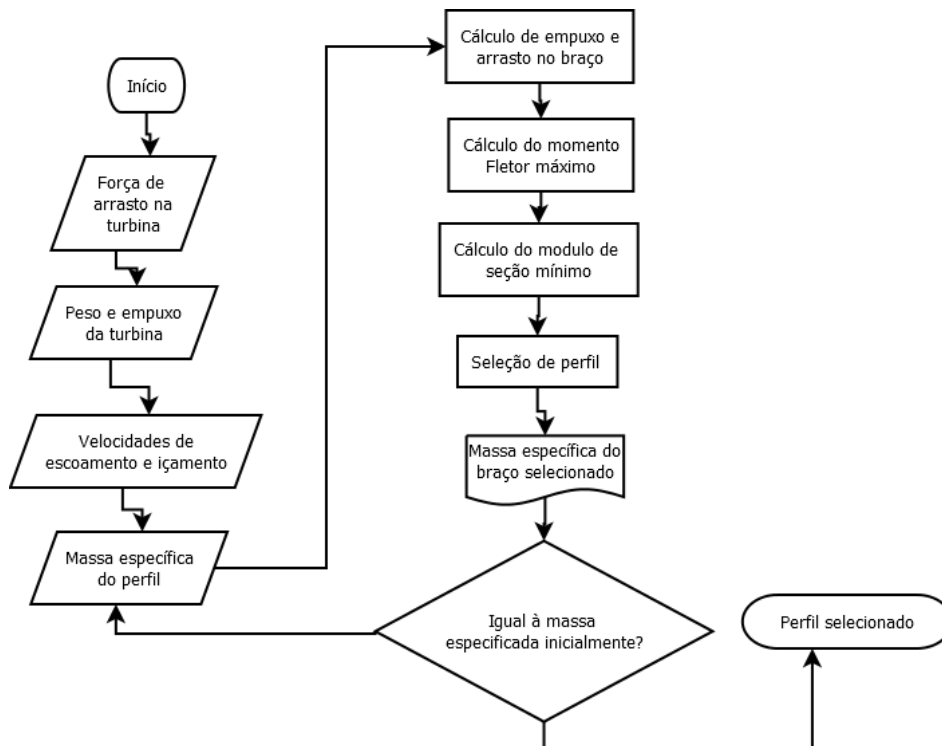 Início
Força de
arrasto na
turbina
Peso e empuxo
da turbina
Velocidades de
escoamento e içamento
Massa específica
do perfil
Cálculo de empuxo e
arrasto no braço
Cálculo do momento
Fletor máximo
Cálculo do modulo de
seção mínimo
Seleção de perfil
Massa específica do
braço selecionado
Igual à massa
especificada inicialmente?
Perfil selecionado